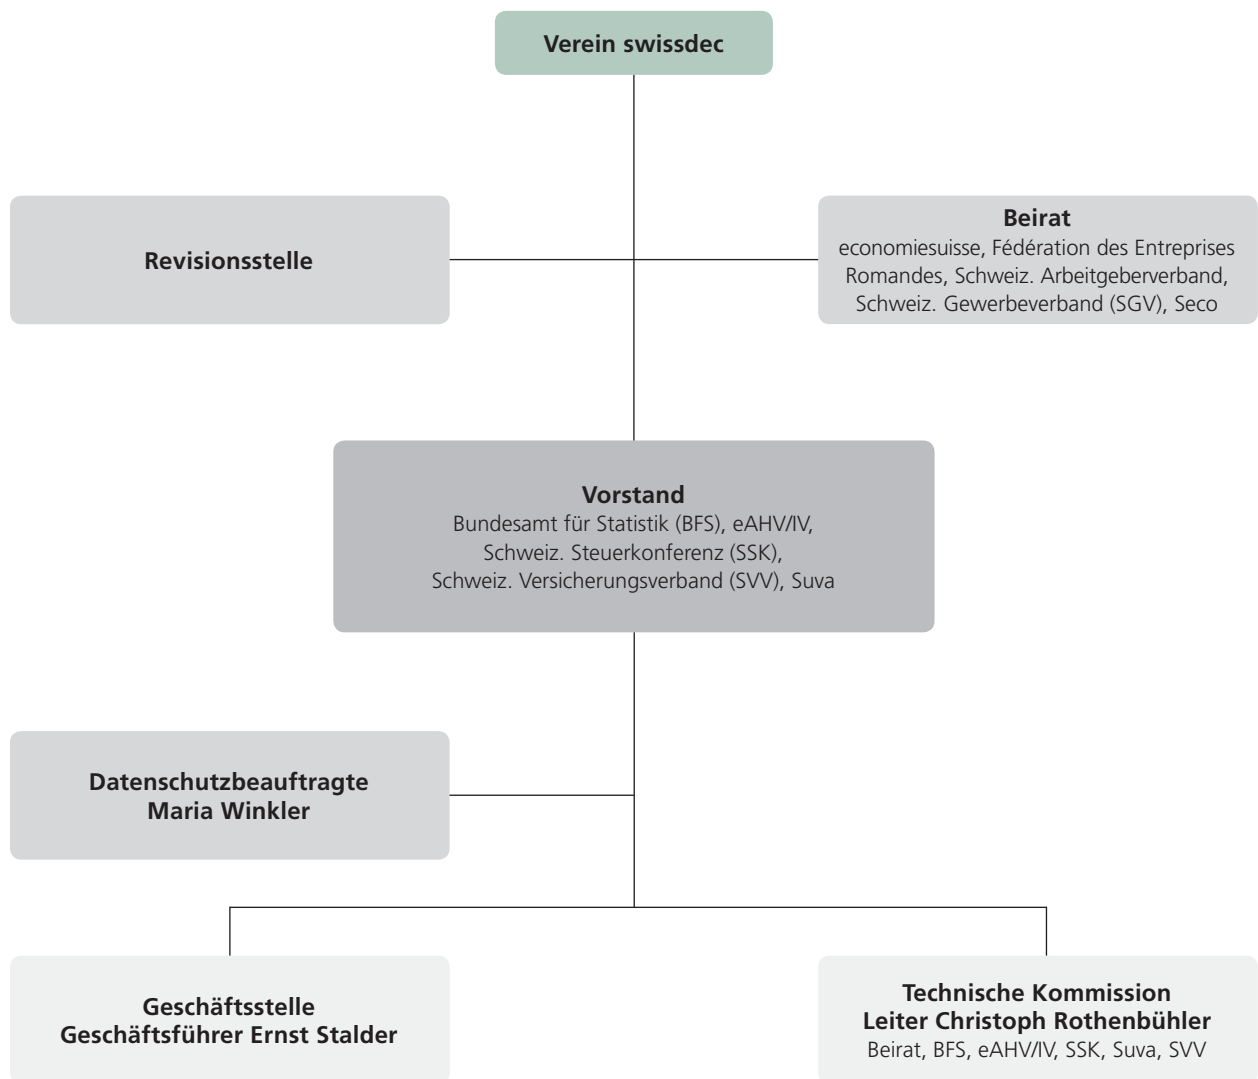 Verein swissdec
Revisionsstelle
Beirat
economiesuisse, Fédération des Entreprises
Romandes, Schweiz. Arbeitgeberverband,
Schweiz. Gewerbeverband (SGV), Seco
Vorstand
Bundesamt für Statistik (BFS), eAHV/IV,
Schweiz. Steuerkonferenz (SSK),
Schweiz. Versicherungsverband (SVV), Suva
Datenschutzbeauftragte
Maria Winkler
Geschäftsstelle
Geschäftsführer Ernst Stalder
Technische Kommission
Leiter Christoph Rothenbühler
Beirat, BFS, eAHV/IV, SSK, Suva, SVV